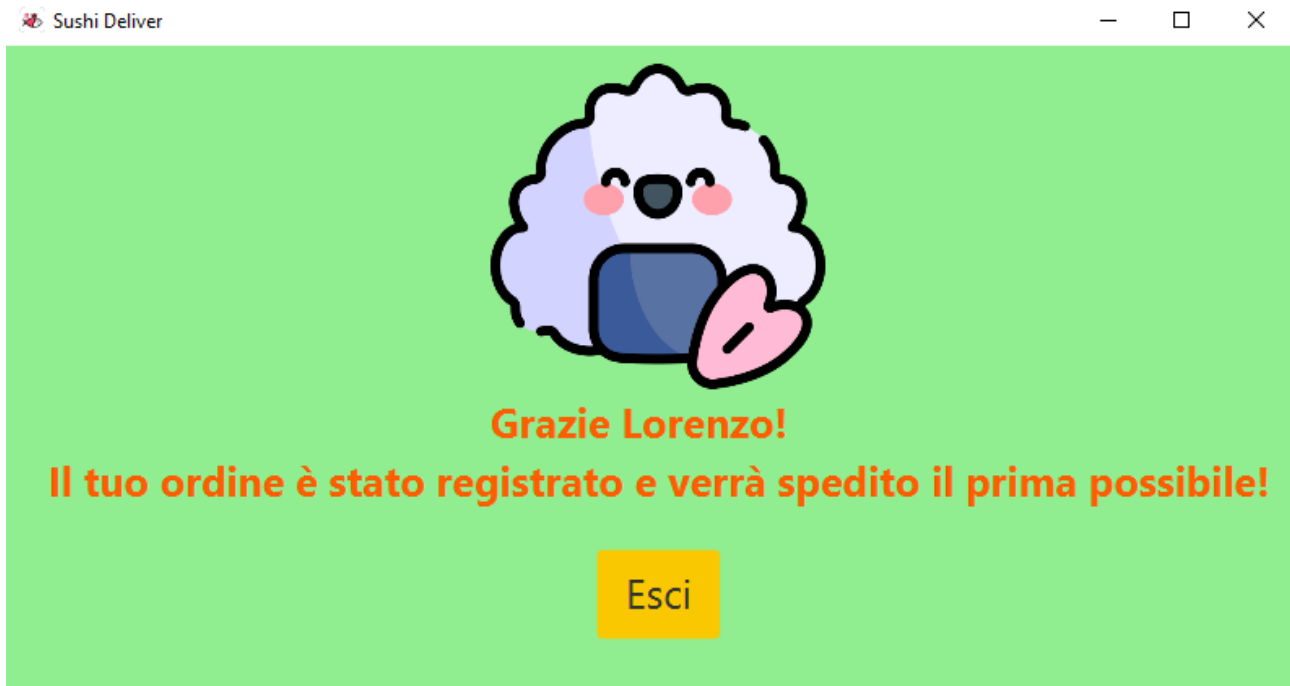 Sushi Deliver
Grazie Lorenzo!
Il tuo ordine è stato registrato e verrà spedito il prima possibile!
Esci